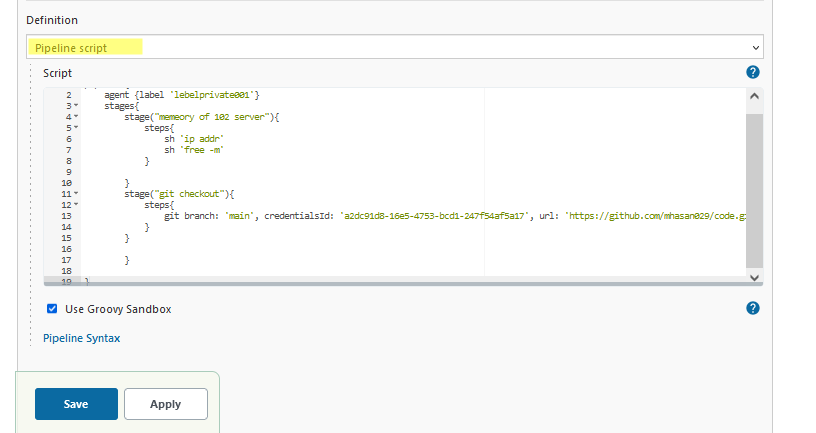 Definition
Pipeline script
Script
2 agent {label 'lebelprivate001'}
3 stages{
4 stage("memeory of 102 server"){
5 steps{
6 sh 'ip addr'
7 sh 'free -m'
8 }
9
10 }
11 stage("git checkout"){
12 steps{
13 git branch: 'main', credentialsId: 'a2dc91d8-16e5-4753-bcd1-247f54af5a17', url: 'https://github.com/mhasan029/code.g
14 }
15 }
16
17 }
18
19 }
Use Groovy Sandbox
Pipeline Syntax
Save Apply